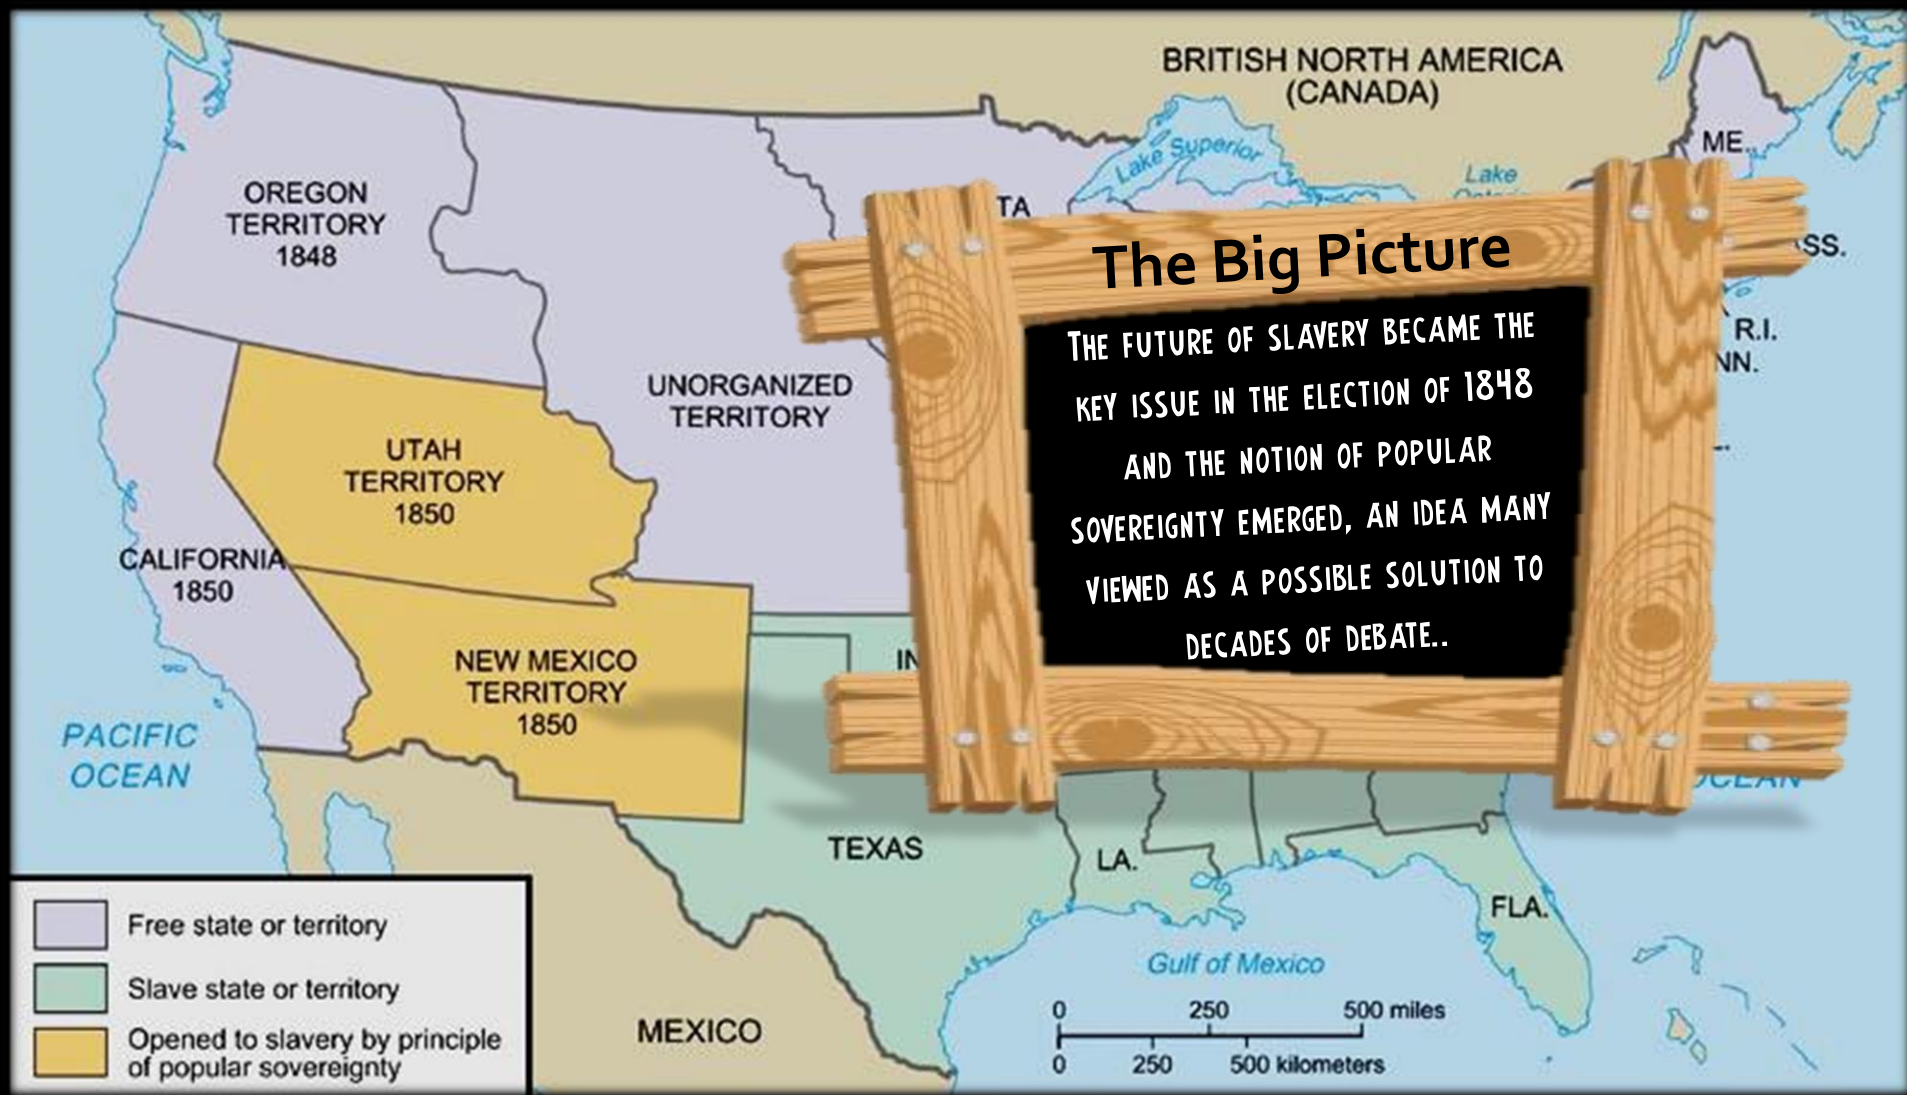 BRITISH NORTH AMERICA
(CANADA)
ME.
Lake Superior
Lake
OREGON
TERRITORY
1848
TA
SS.
The Big Picture
R.I.
NN.
THE FUTURE OF SLAVERY BECAME THE
KEY ISSUE IN THE ELECTION OF 1848
AND THE NOTION OF POPULAR
SOVEREIGNTY EMERGED, AN IDEA MANY
VIEWED AS A POSSIBLE SOLUTION TO
DECADES OF DEBATE..
UNORGANIZED
TERRITORY
UTAH
TERRITORY
1850
CALIFORNIA
1850
NEW MEXICO
TERRITORY
1850
IN
PACIFIC
OCEAN
OCEAN
TEXAS
LA.
FLA.
Gulf of Mexico
MEXICO
Free state or territory
Slave state or territory
Opened to slavery by principle
of popular sovereignty
0 250 500 miles
0 250 500 kilometers